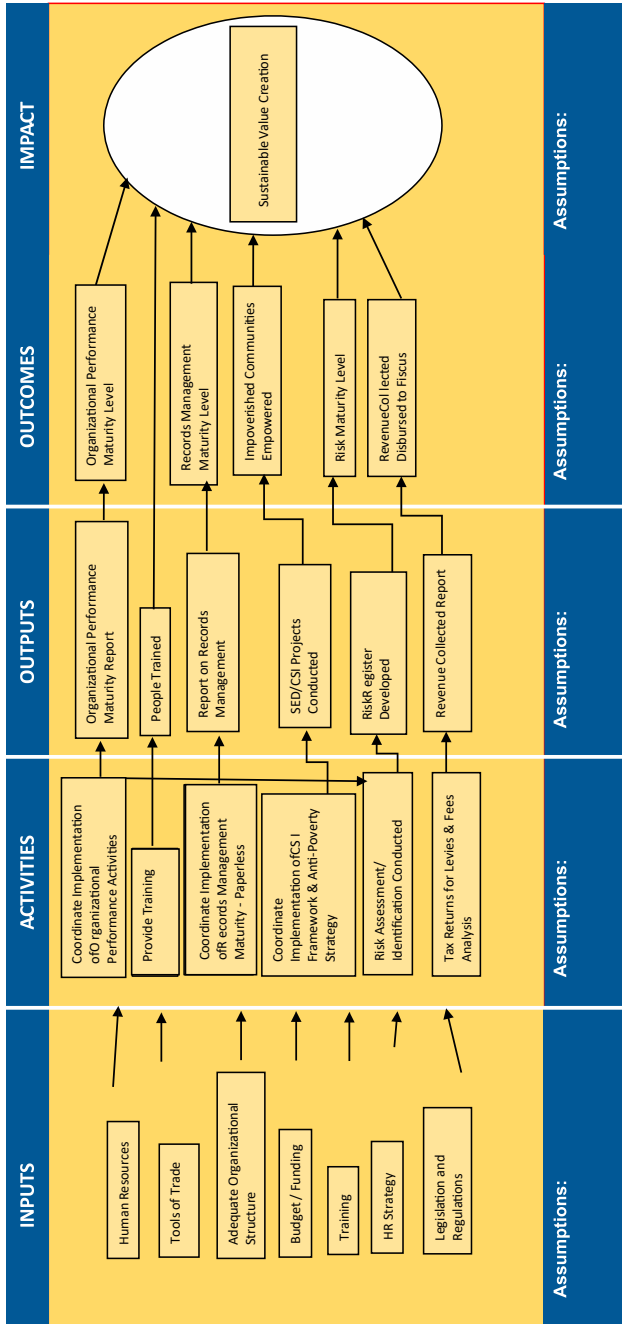 INPUTS
Human Resources
Tools of Trade
Adequate Organizational
Structure
Budget / Funding
Training
HR Strategy
Legislation and
Regulations
Assumptions:
ACTIVITIES
Coordinate Implementation
ofO rganizational
Performance Activities
Provide Training
Coordinate Implementation
ofR ecords Management
Maturity - Paperless
Coordinate
Implementation ofCS I
Framework & Anti-Poverty
Strategy
Risk Assessment/
Identification Conducted
Tax Returns for Levies & Fees
Analysis
Assumptions:
OUTPUTS
Organizational Performance
Maturity Report
People Trained
Report on Records
Management
SED/CSI Projects
Conducted
RiskR egister
Developed
Revenue Collected Report
Assumptions:
OUTCOMES
Organizational Performance
Maturity Level
Records Management
Maturity Level
Impoverished Communities
Empowered
Risk Maturity Level
RevenueCol lected
Disbursed to Fiscus
Assumptions:
IMPACT
Sustainable Value Creation
Assumptions: